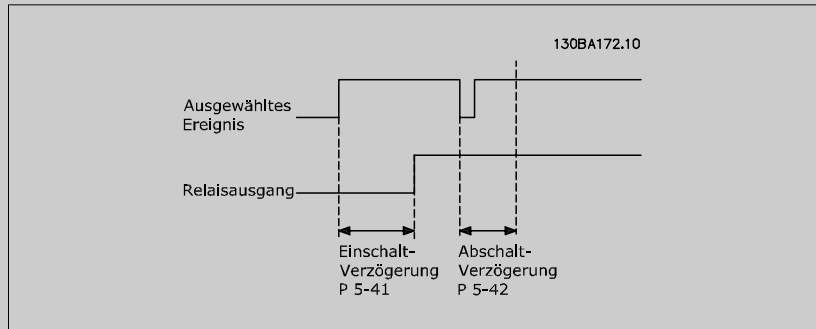 130BA172.10
Ausgewähltes
Ereignis
Relaisausgang
Einschalt-
Verzögerung
P 5-41
Abschalt-
Verzögerung
P 5-42